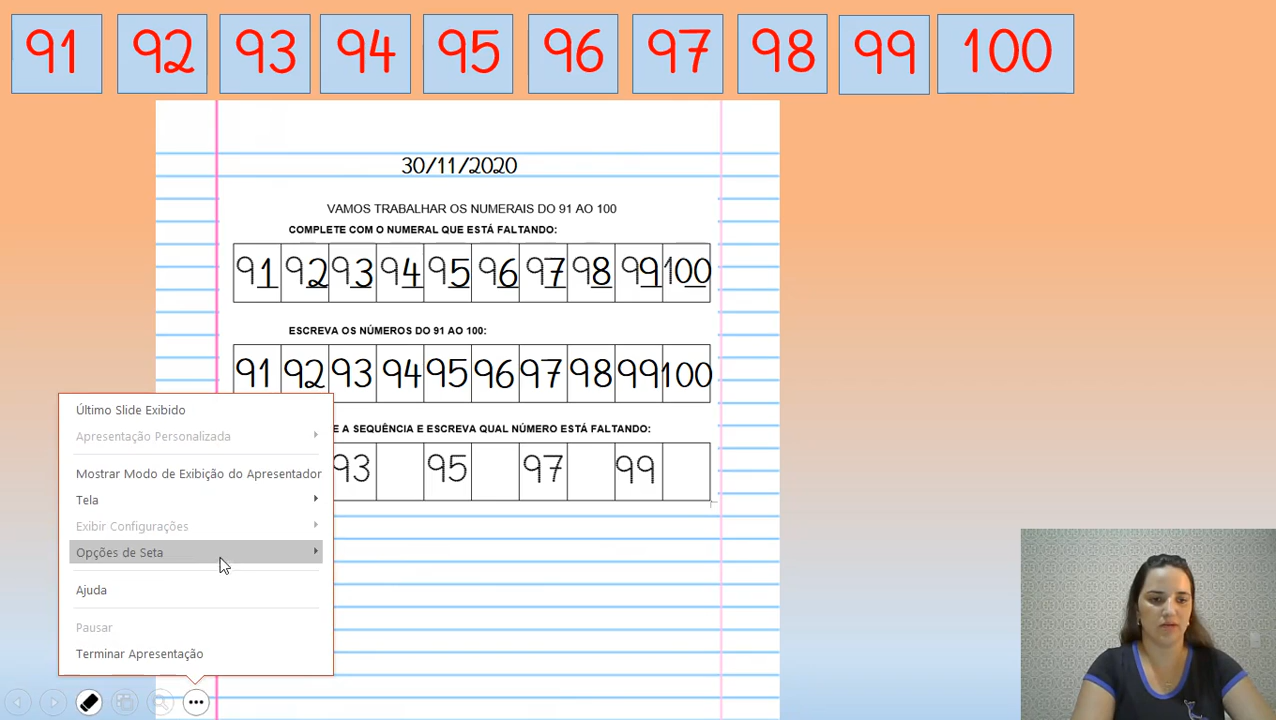 91 92 93 94 95 96 97 98 99 100
30/11/2020
VAMOS TRABALHAR OS NUMERAIS DO 91 AO 100
COMPLETE COM O NUMERAL QUE ESTÁ FALTANDO:
91 92 93 94 95 96 97 98 99 100
ESCREVA OS NÚMEROS DO 91 AO 100:
91 92 93 94 95 96 97 98 99 100
E A SEQUÊNCIA E ESCREVA QUAL NÚMERO ESTÁ FALTANDO:
93 95 97 99
Último Slide Exibido
Apresentação Personalizada
Mostrar Modo de Exibição do Apresentador
Tela
Exibir Configurações
Opções de Seta
Ajuda
Pausar
Terminar Apresentação